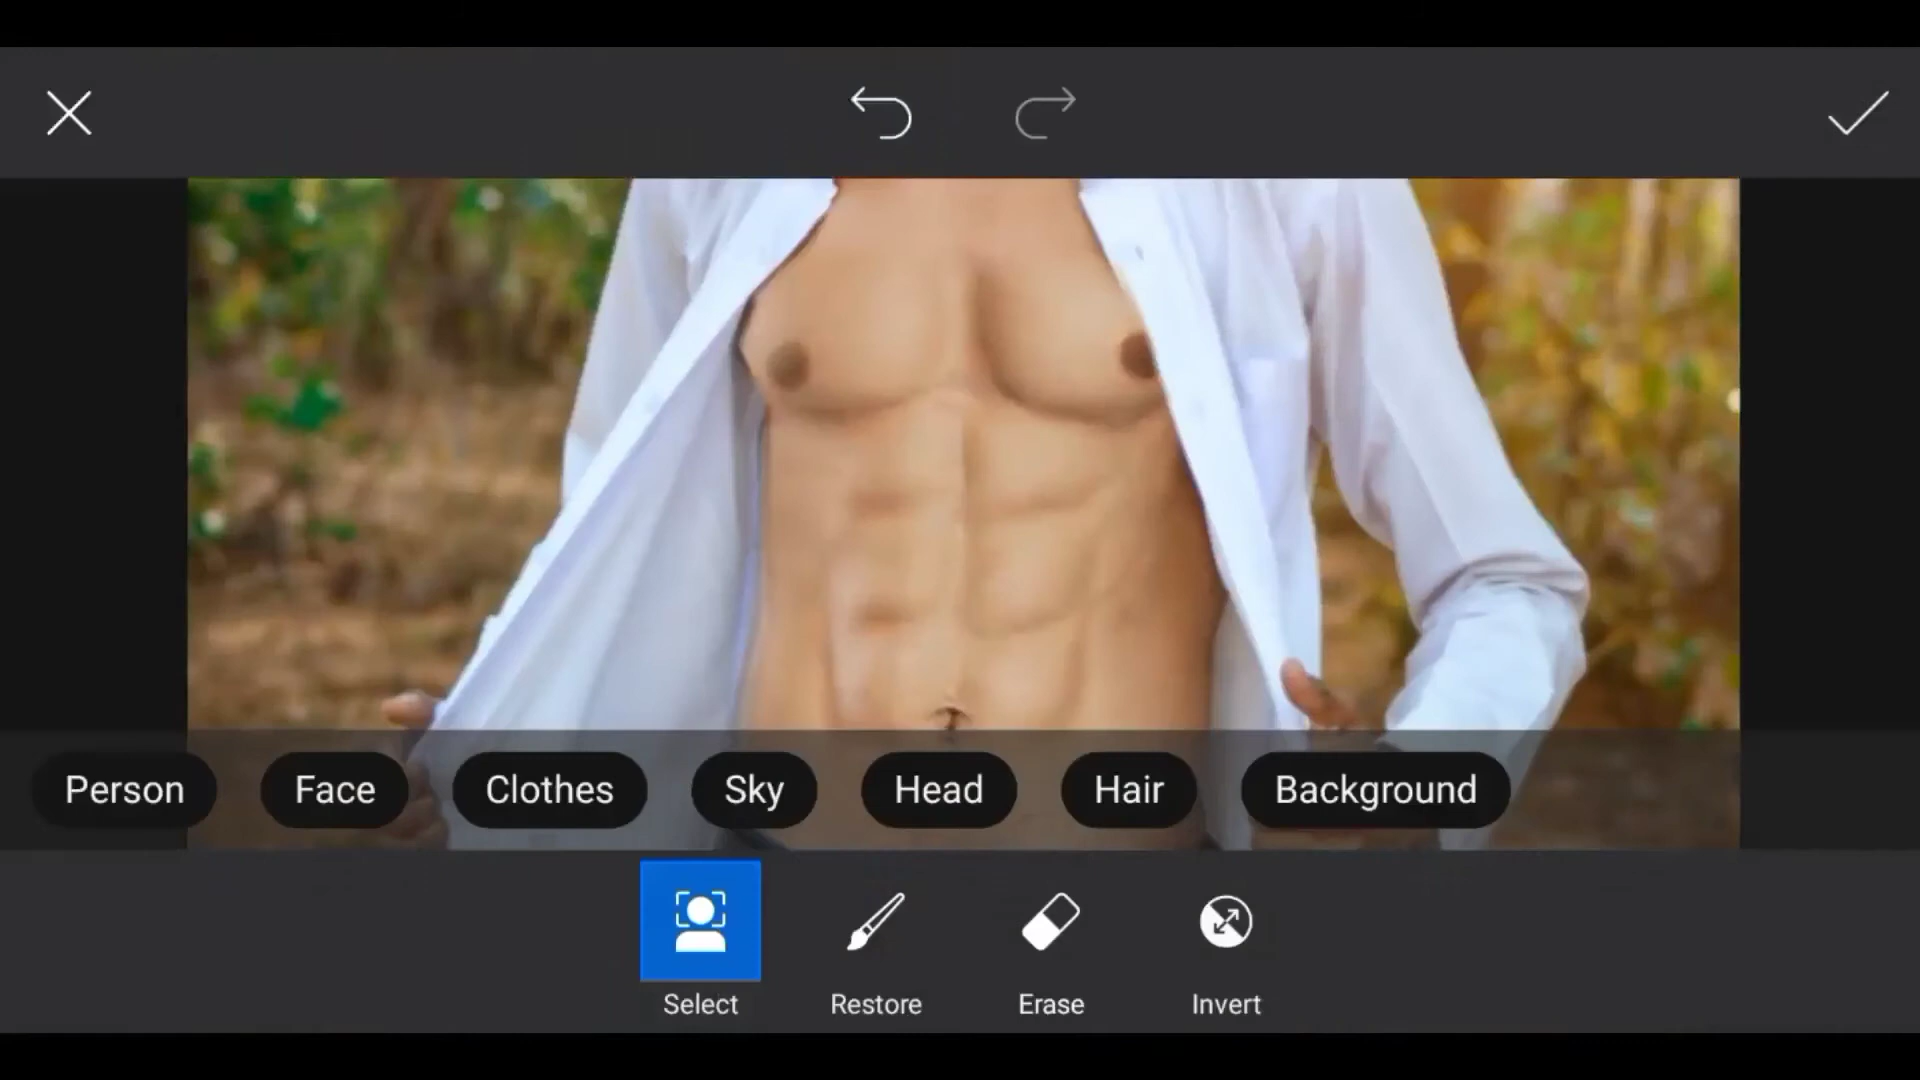 Person Face Clothes Sky Head Hair Background
Select Restore Erase Invert